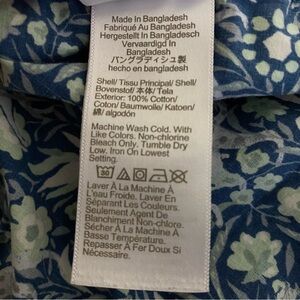 Made In Bangladesh
Fabriqué Au Bangladesh
Hergestellt In Bangladesh
Vervaardigd In
Bangladesh
バングラディシュ製
hecho en bangladesh
Shell/ Tissu Principal/ Shell/
Bovenstof/ 本体/ Tela
Exterior: 100% Cotton/
Coton/ Baumwolle/ Katoen/
綿/ algodón
Machine Wash Cold. With
Like Colors. Non-chlorine
Bleach Only. Tumble Dry
Low. Iron On Lowest
Setting.
30
Laver À La Machine À
L'eau Froide. Laver En
Séparant Les Couleurs.
Seulement Agent De
Blanchiment Non-chlore.
Sécher À La Machine À
Basse Température.
Repasser À Fer Doux Si
Nécessaire.